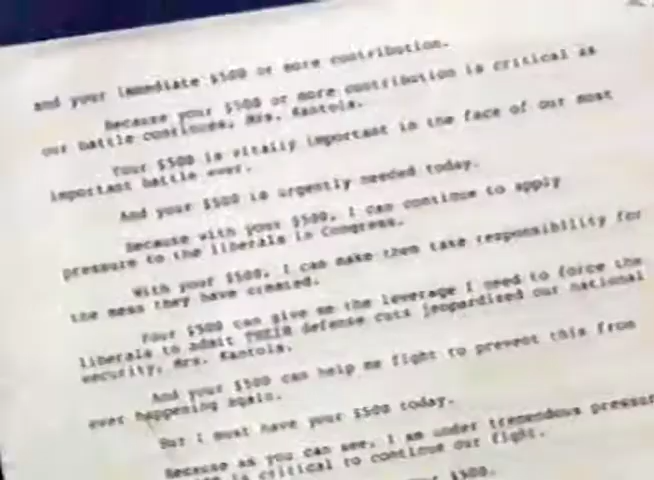 and your immediate $500 or more contribution.
Because your $500 or more contribution is critical as
our battle continues, Mrs. Kantola.
Your $500 is vitally important in the face of our most
important battle ever.
And your $500 is urgently needed today.
Because with your $500, I can continue to apply
pressure to the liberals in Congress.
With your $500, I can make them take responsibility for
the mess they have created.
Your $500 can give me the leverage I need to force the
liberals to admit THEIR defense cuts jeopardized our national
security, Mrs. Kantola.
And your $500 can help me fight to prevent this from
ever happening again.
But I must have your $500 today.
Because as you can see, I am under tremendous pressur
is critical to continue our fight.
your $500.